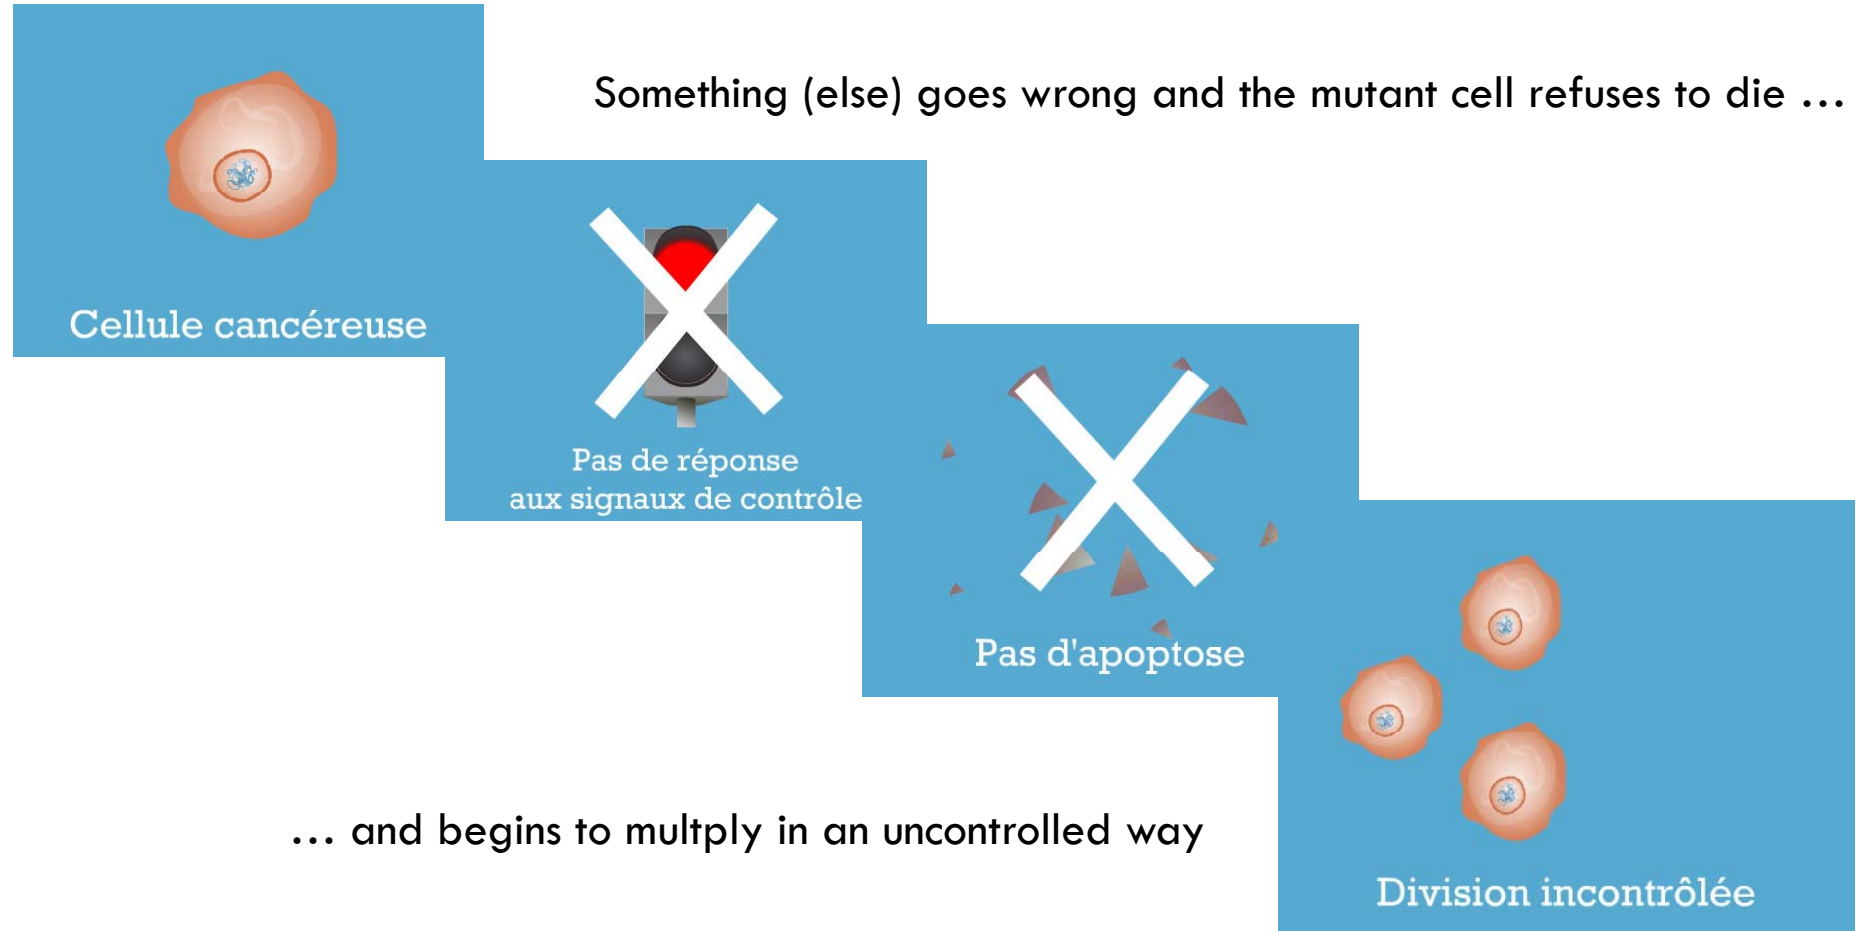 Something (else) goes wrong and the mutant cell refuses to die …
Cellule cancéreuse
Pas de réponse
aux signaux de contrôle
Pas d'apoptose
… and begins to multply in an uncontrolled way
Division incontrôlée